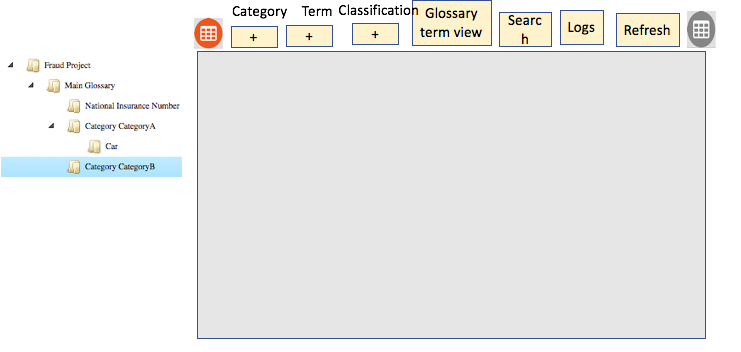 Category Term Classification
+
+
+
Glossary
term view
Searc
h
Logs
Refresh
Fraud Project
Main Glossary
National Insurance Number
Category CategoryA
Car
Category CategoryB